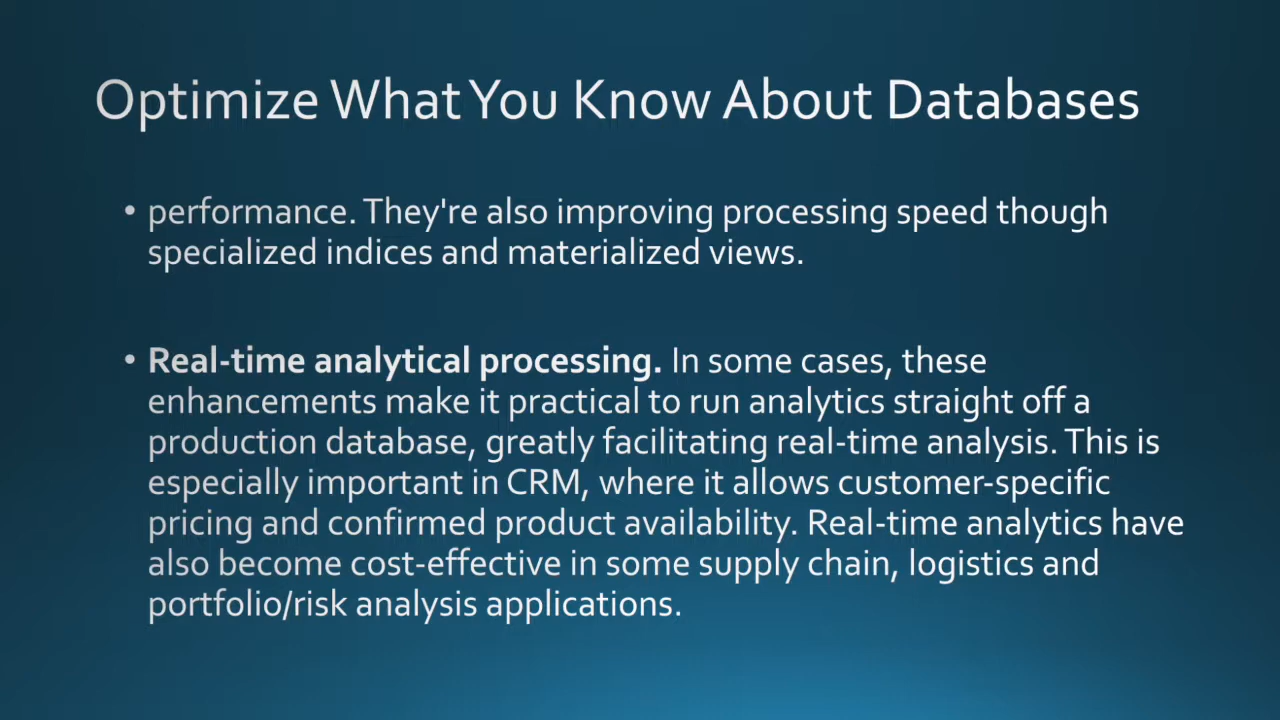 Optimize What You Know About Databases
• performance. They're also improving processing speed though
specialized indices and materialized views.
• Real-time analytical processing. In some cases, these
enhancements make it practical to run analytics straight off a
production database, greatly facilitating real-time analysis. This is
especially important in CRM, where it allows customer-specific
pricing and confirmed product availability. Real-time analytics have
also become cost-effective in some supply chain, logistics and
portfolio/risk analysis applications.